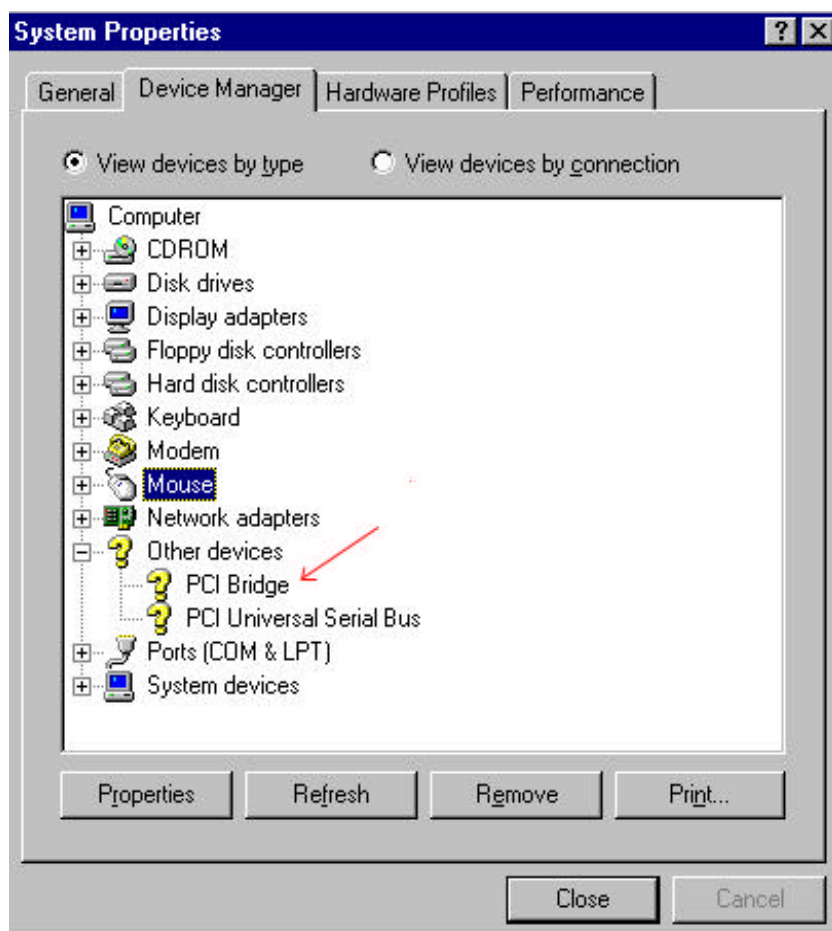 System Properties
General Device Manager Hardware Profiles Performance
View devices by type View devices by connection
Computer
CDROM
Disk drives
Display adapters
Floppy disk controllers
Hard disk controllers
Keyboard
Modem
Mouse
Network adapters
Other devices
PCI Bridge
PCI Universal Serial Bus
Ports (COM & LPT)
System devices
Properties Refresh Remove Print...
Close Cancel